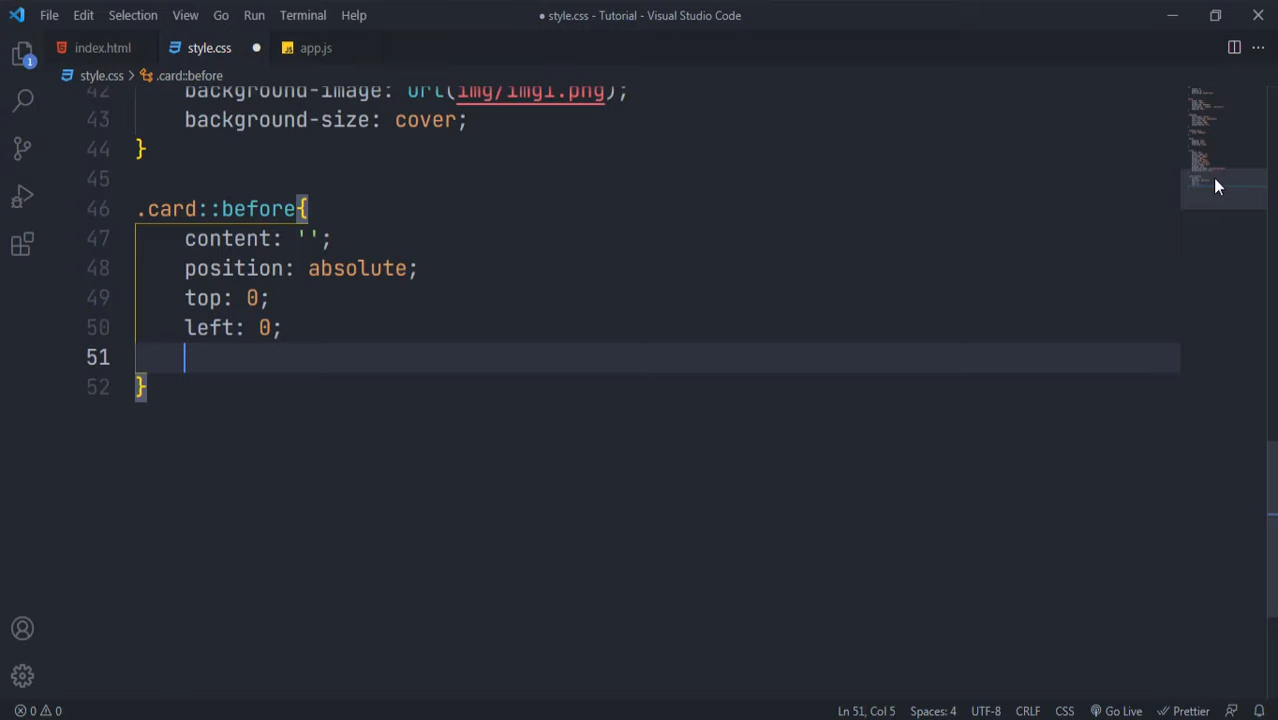 File Edit Selection View Go Run Terminal Help
● style.css - Tutorial - Visual Studio Code
index.html style.css app.js
1
style.css > .card::before
42 background-image: url(img/img1.png);
43 background-size: cover;
44 }
45
46 .card::before{
47 content: '';
48 position: absolute;
49 top: 0;
50 left: 0;
51
52 }
0 0 Ln 51, Col 5 Spaces: 4 UTF-8 CRLF CSS Go Live Prettier